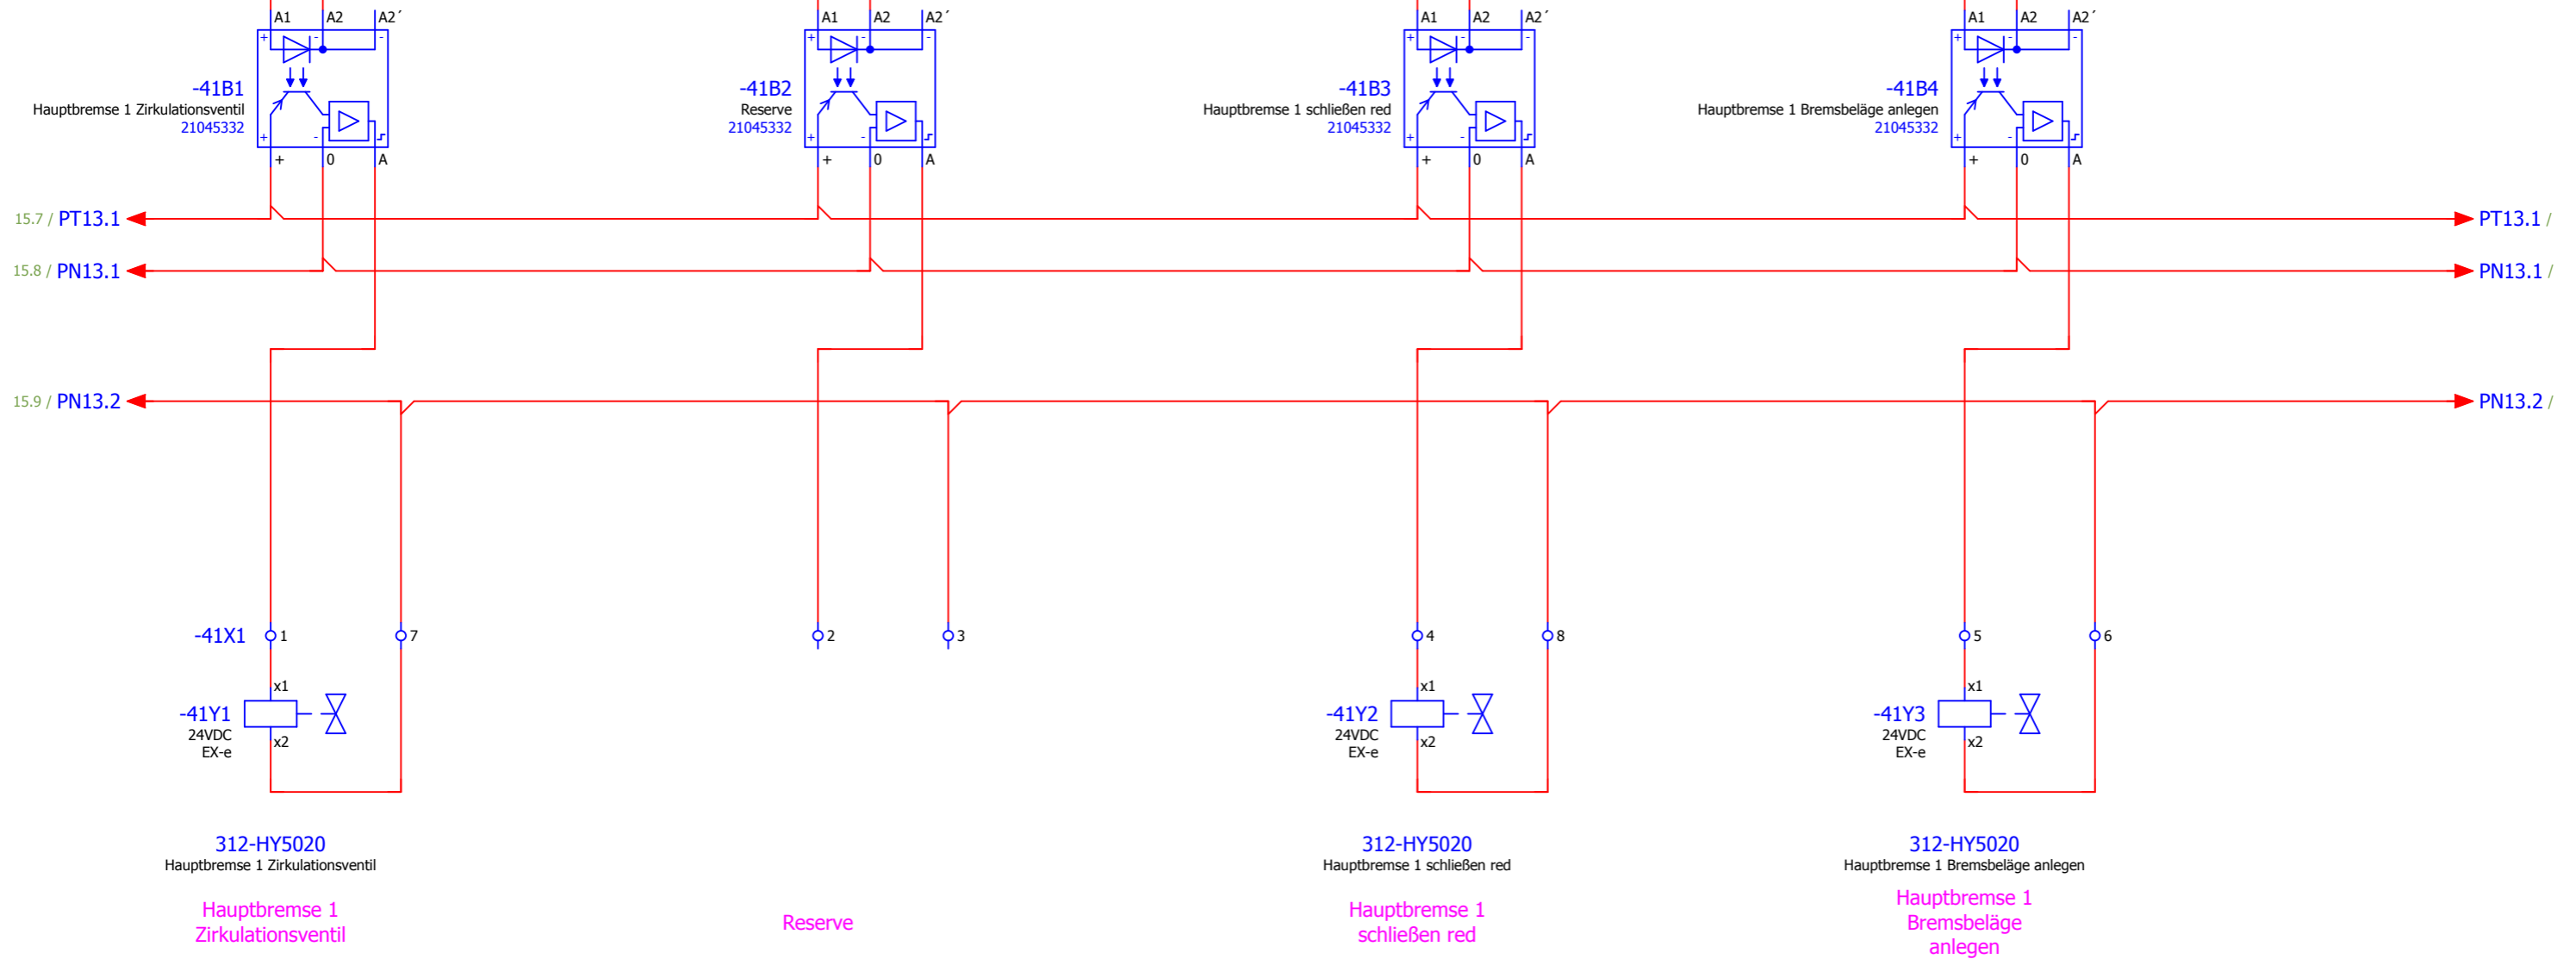 A1 A2 A2´ A1 A2 A2´ A1 A2 A2´ A1 A2 A2´
+ - - + - - + - - + - -
-41B1 -41B2 -41B3 -41B4
Hauptbremse 1 Zirkulationsventil Reserve Hauptbremse 1 schließen red Hauptbremse 1 Bremsbeläge anlegen
21045332 21045332 21045332 21045332
+ - + - + - + -
+ 0 A + 0 A + 0 A + 0 A
15.7 / PT13.1 PT13.1 /
15.8 / PN13.1 PN13.1 /
15.9 / PN13.2 PN13.2 /
-41X1 1 7 2 3 4 8 5 6
x1 x1 x1
-41Y1 -41Y2 -41Y3
24VDC 24VDC 24VDC
x2 x2 x2
EX-e EX-e EX-e
312-HY5020 312-HY5020 312-HY5020
Hauptbremse 1 Zirkulationsventil Hauptbremse 1 schließen red Hauptbremse 1 Bremsbeläge anlegen
Hauptbremse 1
Zirkulationsventil
Reserve
Hauptbremse 1
schließen red
Hauptbremse 1
Bremsbeläge
anlegen